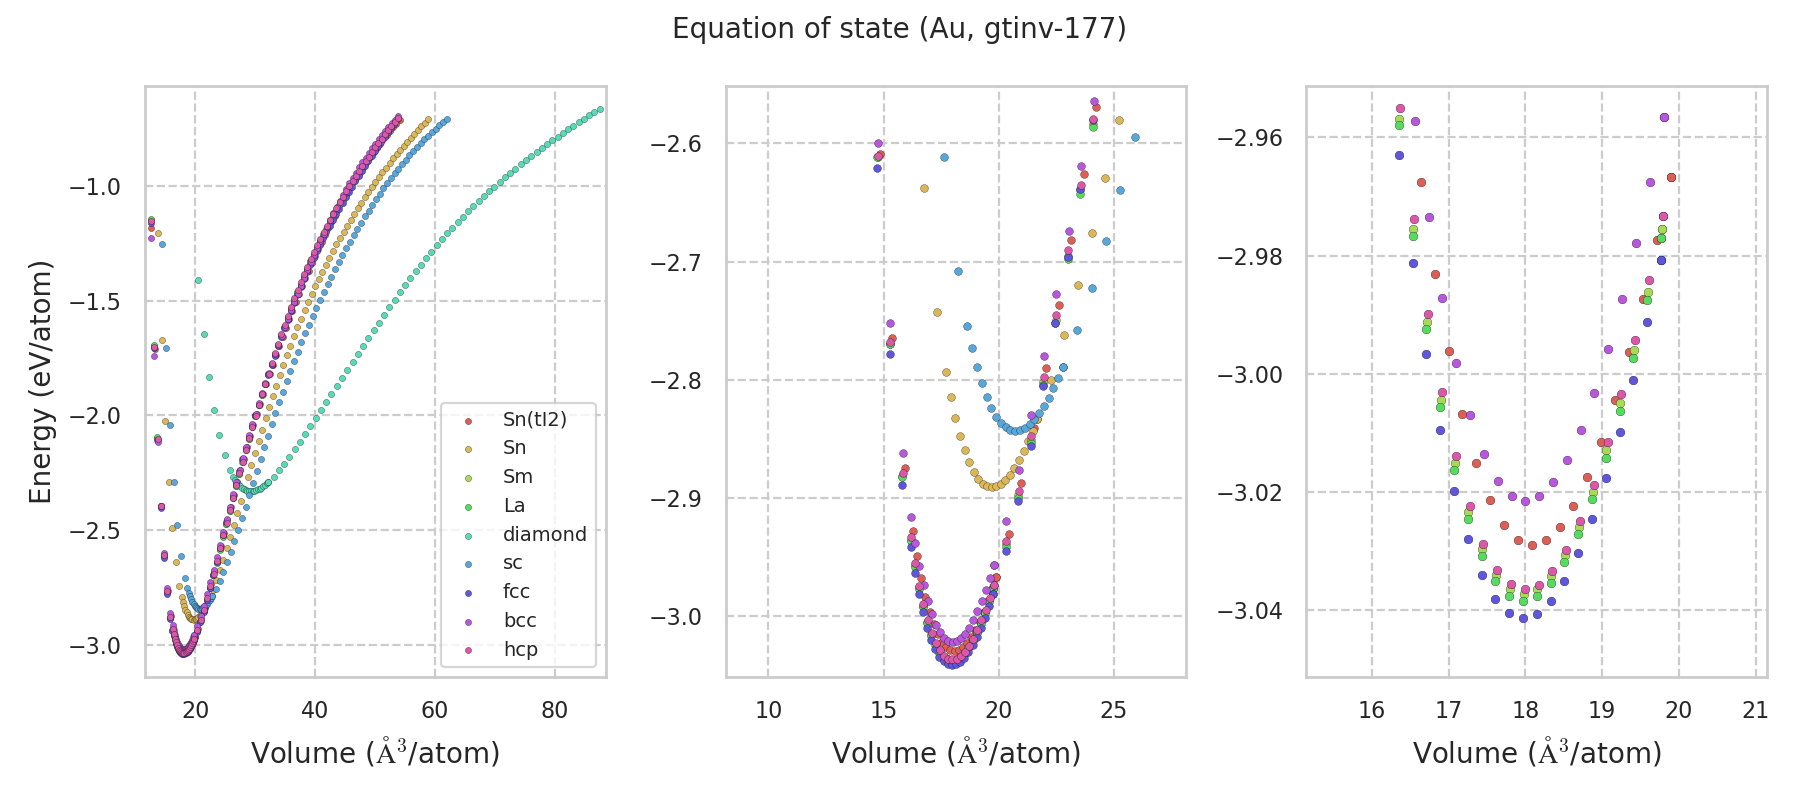 Equation of state (Au, gtinv-177)
Energy (eV/atom)
−1.0
−1.5
−2.0
−2.5
−3.0
20
40
60
80
Volume (Å³/atom)
Sn(tI2)
Sn
Sm
La
diamond
sc
fcc
bcc
hcp
−2.6
−2.7
−2.8
−2.9
−3.0
10
15
20
25
Volume (Å³/atom)
−2.96
−2.98
−3.00
−3.02
−3.04
16
17
18
19
20
21
Volume (Å³/atom)